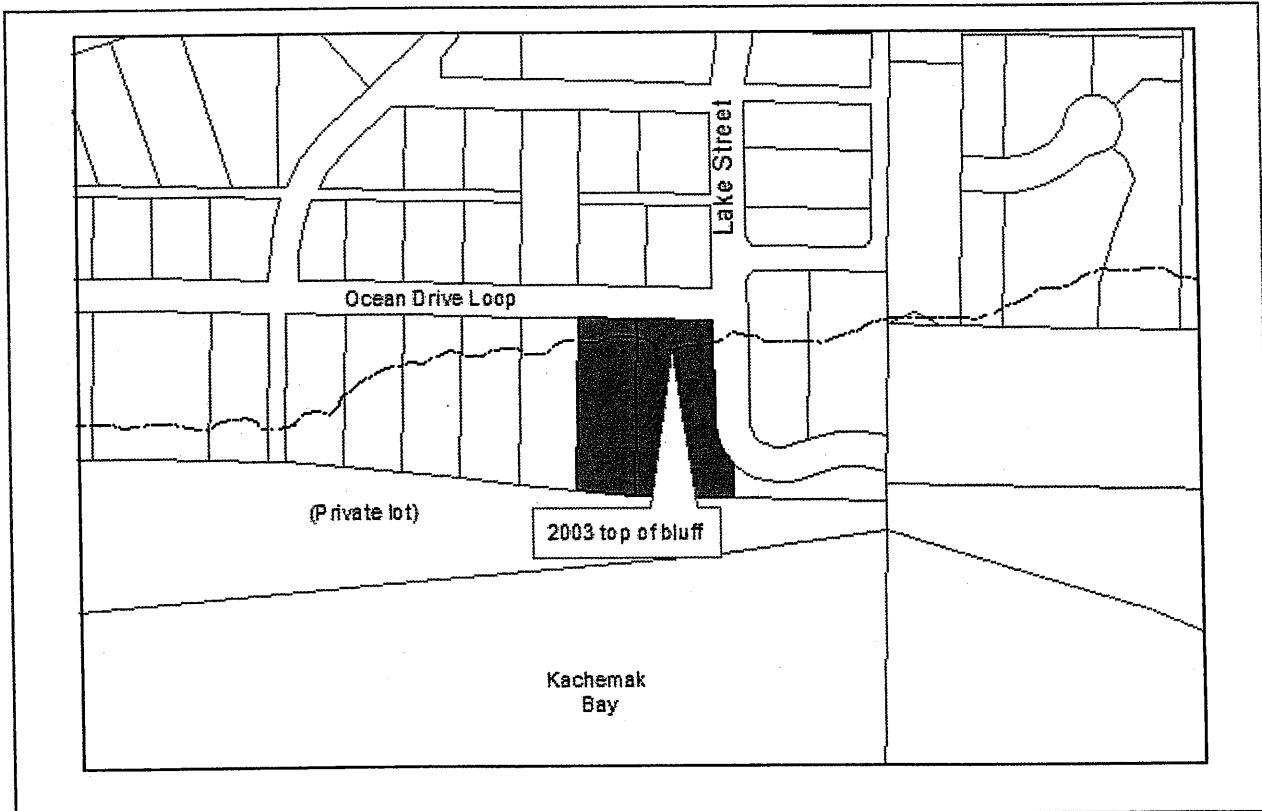 Lake Street
Ocean Drive Loop
(Private lot)
2003 top of bluff
Kachemak
Bay